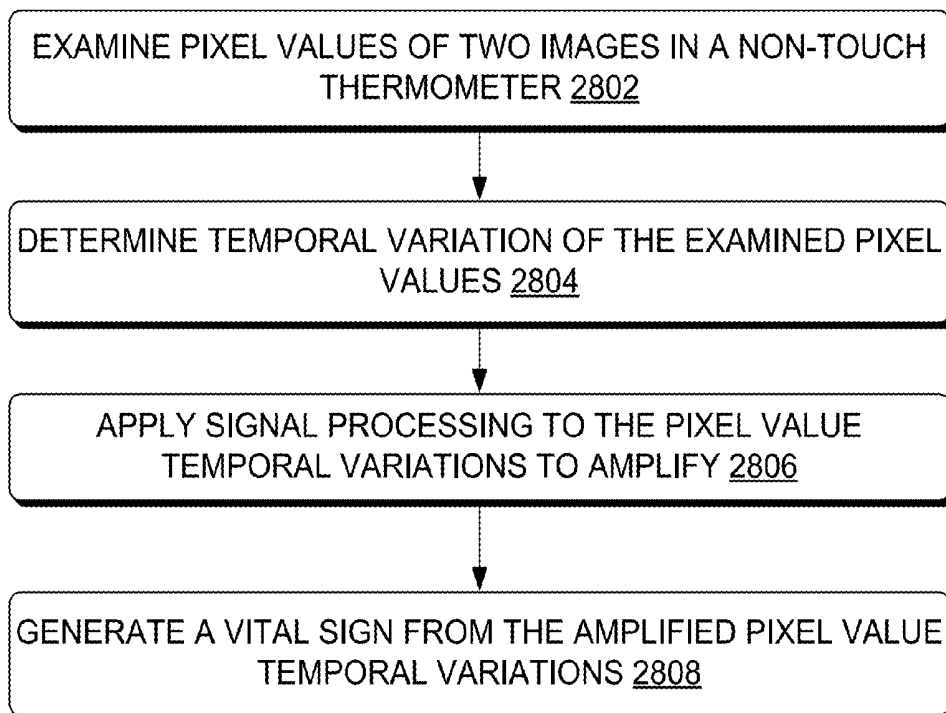 EXAMINE PIXEL VALUES OF TWO IMAGES IN A NON-TOUCH
THERMOMETER 2802
DETERMINE TEMPORAL VARIATION OF THE EXAMINED PIXEL
VALUES 2804
APPLY SIGNAL PROCESSING TO THE PIXEL VALUE
TEMPORAL VARIATIONS TO AMPLIFY 2806
GENERATE A VITAL SIGN FROM THE AMPLIFIED PIXEL VALUE
TEMPORAL VARIATIONS 2808